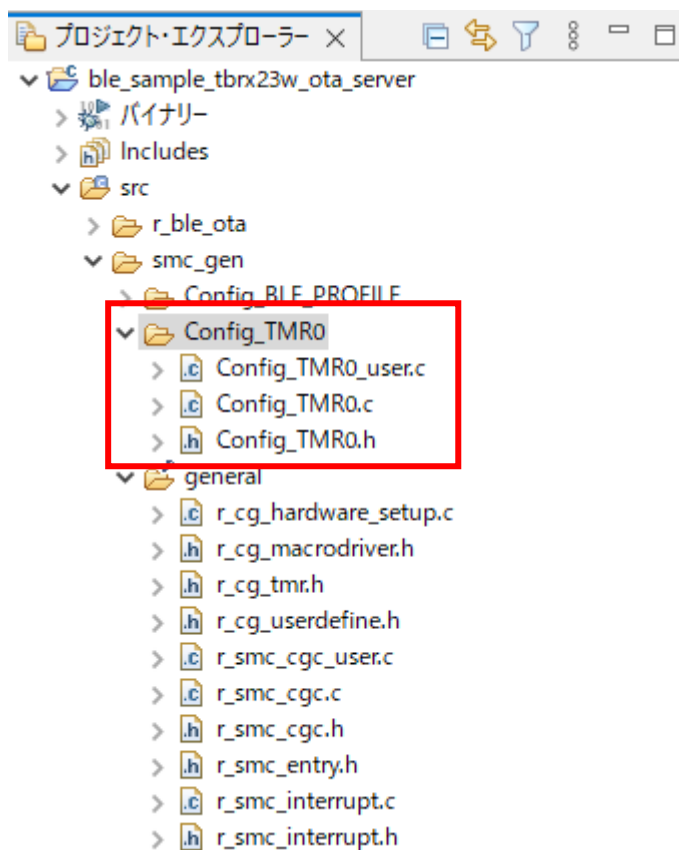 プロジェクト・エクスプローラー
ble_sample_tbrx23w_ota_server
バイナリー
Includes
src
r_ble_ota
smc_gen
Config_BLE_PROFILE
Config_TMR0
Config_TMR0_user.c
Config_TMR0.c
Config_TMR0.h
general
r_cg_hardware_setup.c
r_cg_macrodriver.h
r_cg_tmr.h
r_cg_userdefine.h
r_smc_cgc_user.c
r_smc_cgc.c
r_smc_cgc.h
r_smc_entry.h
r_smc_interrupt.c
r_smc_interrupt.h